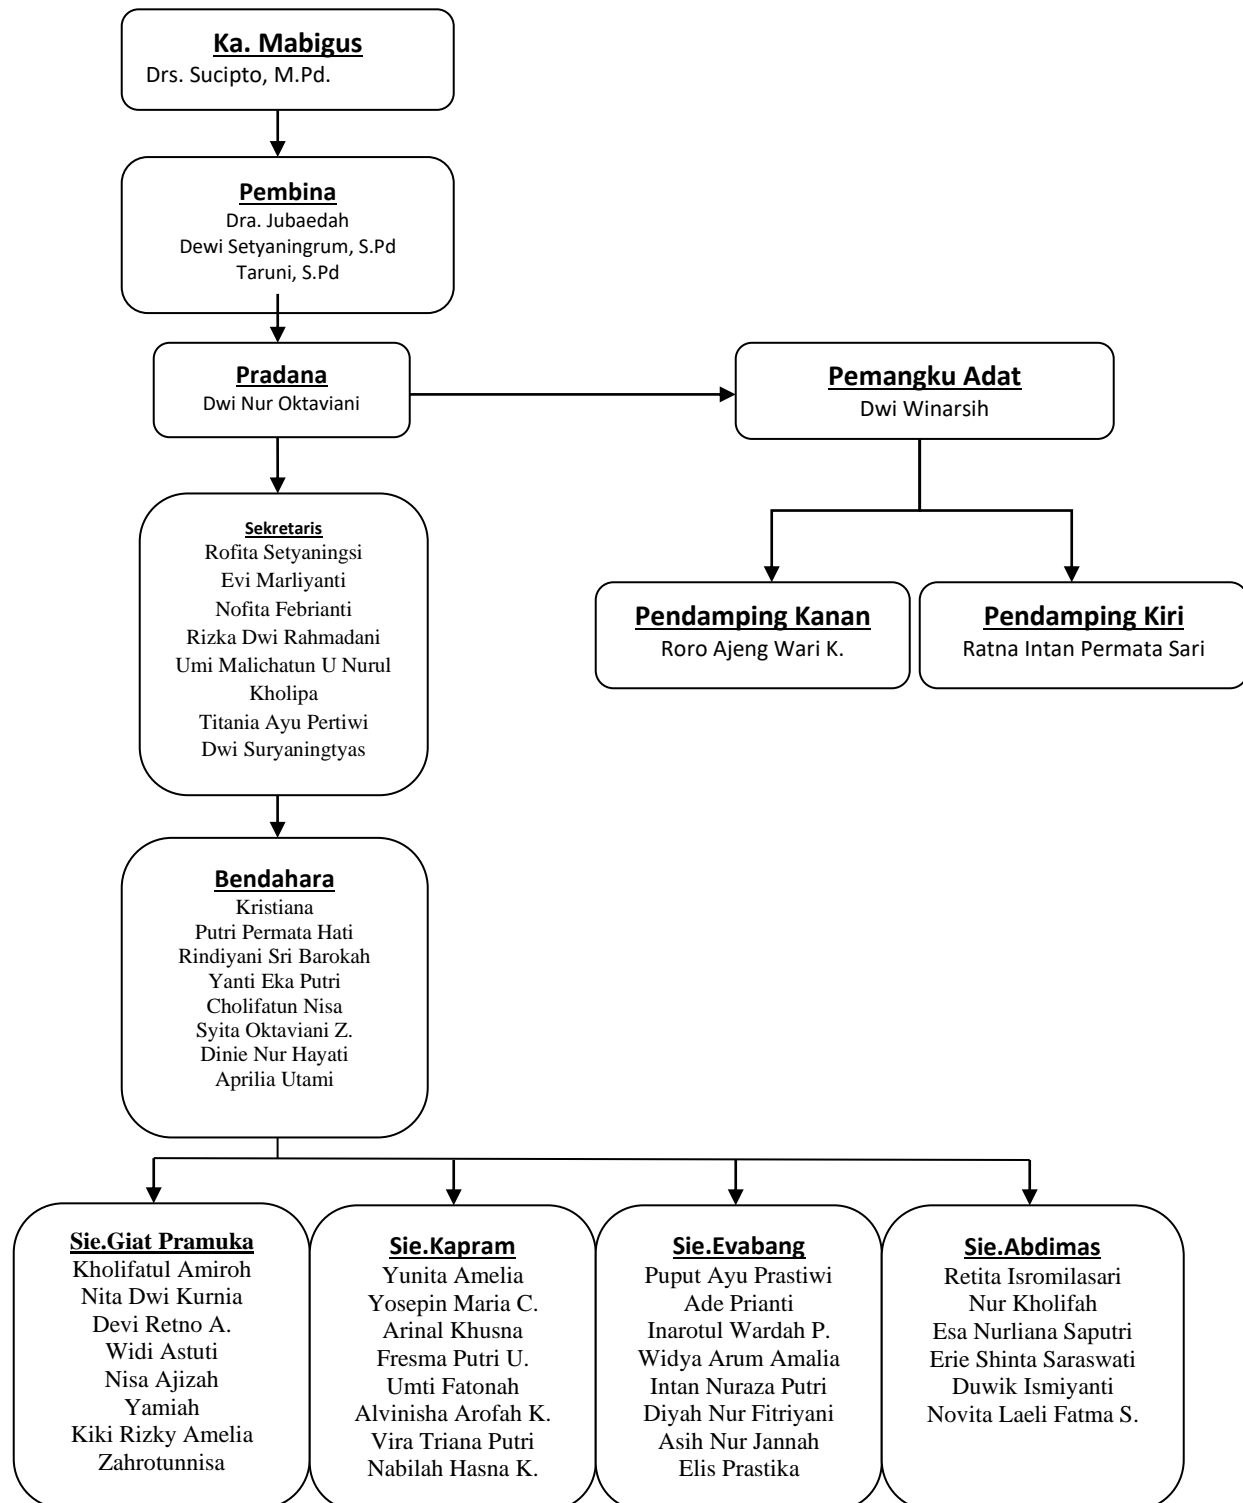 Ka. Mabigus
Drs. Sucipto, M.Pd.
Pembina
Dra. Jubaedah
Dewi Setyaningrum, S.Pd
Taruni, S.Pd
Pradana
Dwi Nur Oktaviani
Pemangku Adat
Dwi Winarsih
Pendamping Kanan
Roro Ajeng Wari K.
Pendamping Kiri
Ratna Intan Permata Sari
Sekretaris
Rofita Setyaningsi
Evi Marliyanti
Nofita Febrianti
Rizka Dwi Rahmadani
Umi Malichatun U Nurul
Kholipa
Titania Ayu Pertiwi
Dwi Suryaningtyas
Bendahara
Kristiana
Putri Permata Hati
Rindiyani Sri Barokah
Yanti Eka Putri
Cholifatun Nisa
Syita Oktaviani Z.
Dinie Nur Hayati
Aprilia Utami
Sie.Giat Pramuka
Kholifatul Amiroh
Nita Dwi Kurnia
Devi Retno A.
Widi Astuti
Nisa Ajizah
Yamiah
Kiki Rizky Amelia
Zahrotunnisa
Sie.Kapram
Yunita Amelia
Yosepin Maria C.
Arinal Khusna
Fresma Putri U.
Umti Fatonah
Alvinisha Arofah K.
Vira Triana Putri
Nabilah Hasna K.
Sie.Evabang
Puput Ayu Prastiwi
Ade Prianti
Inarotul Wardah P.
Widya Arum Amalia
Intan Nuraza Putri
Diyah Nur Fitriyani
Asih Nur Jannah
Elis Prastika
Sie.Abdimas
Retita Isromilasari
Nur Kholifah
Esa Nurliana Saputri
Erie Shinta Saraswati
Duwik Ismiyanti
Novita Laeli Fatma S.